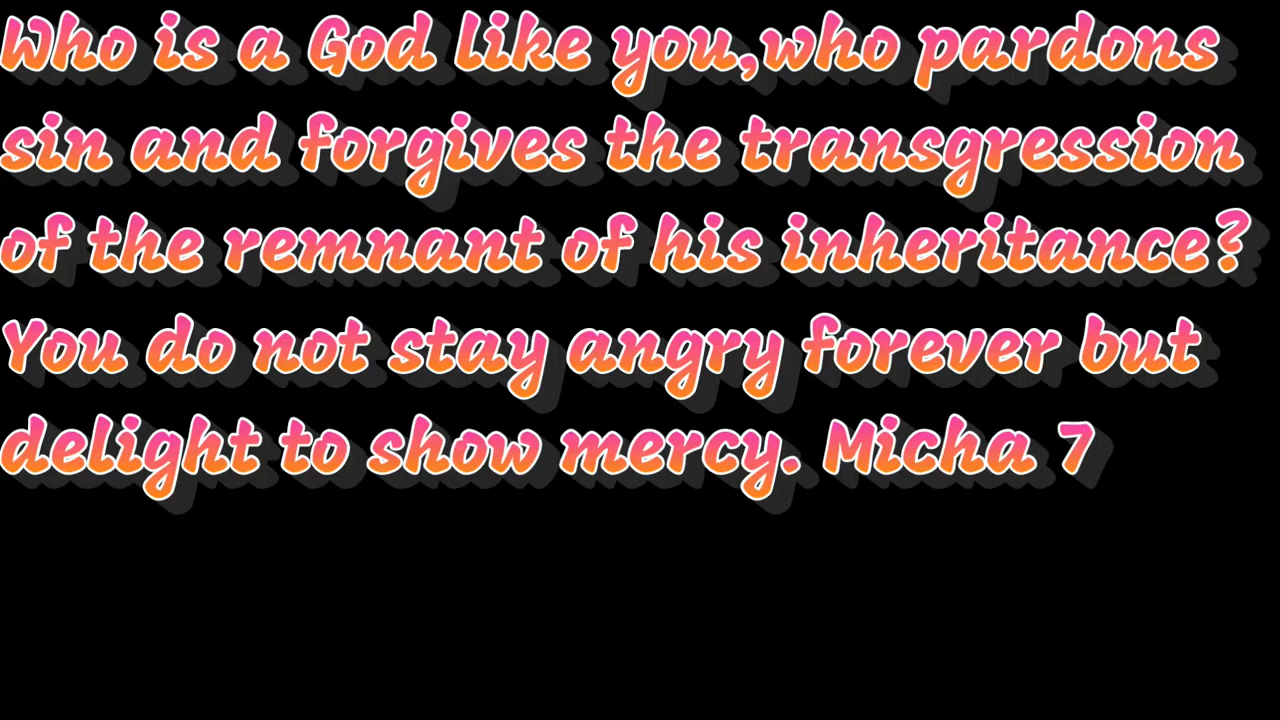 Who is a God like you,who pardons
sin and forgives the transgression
of the remnant of his inheritance?
You do not stay angry forever but
delight to show mercy. Micha 7